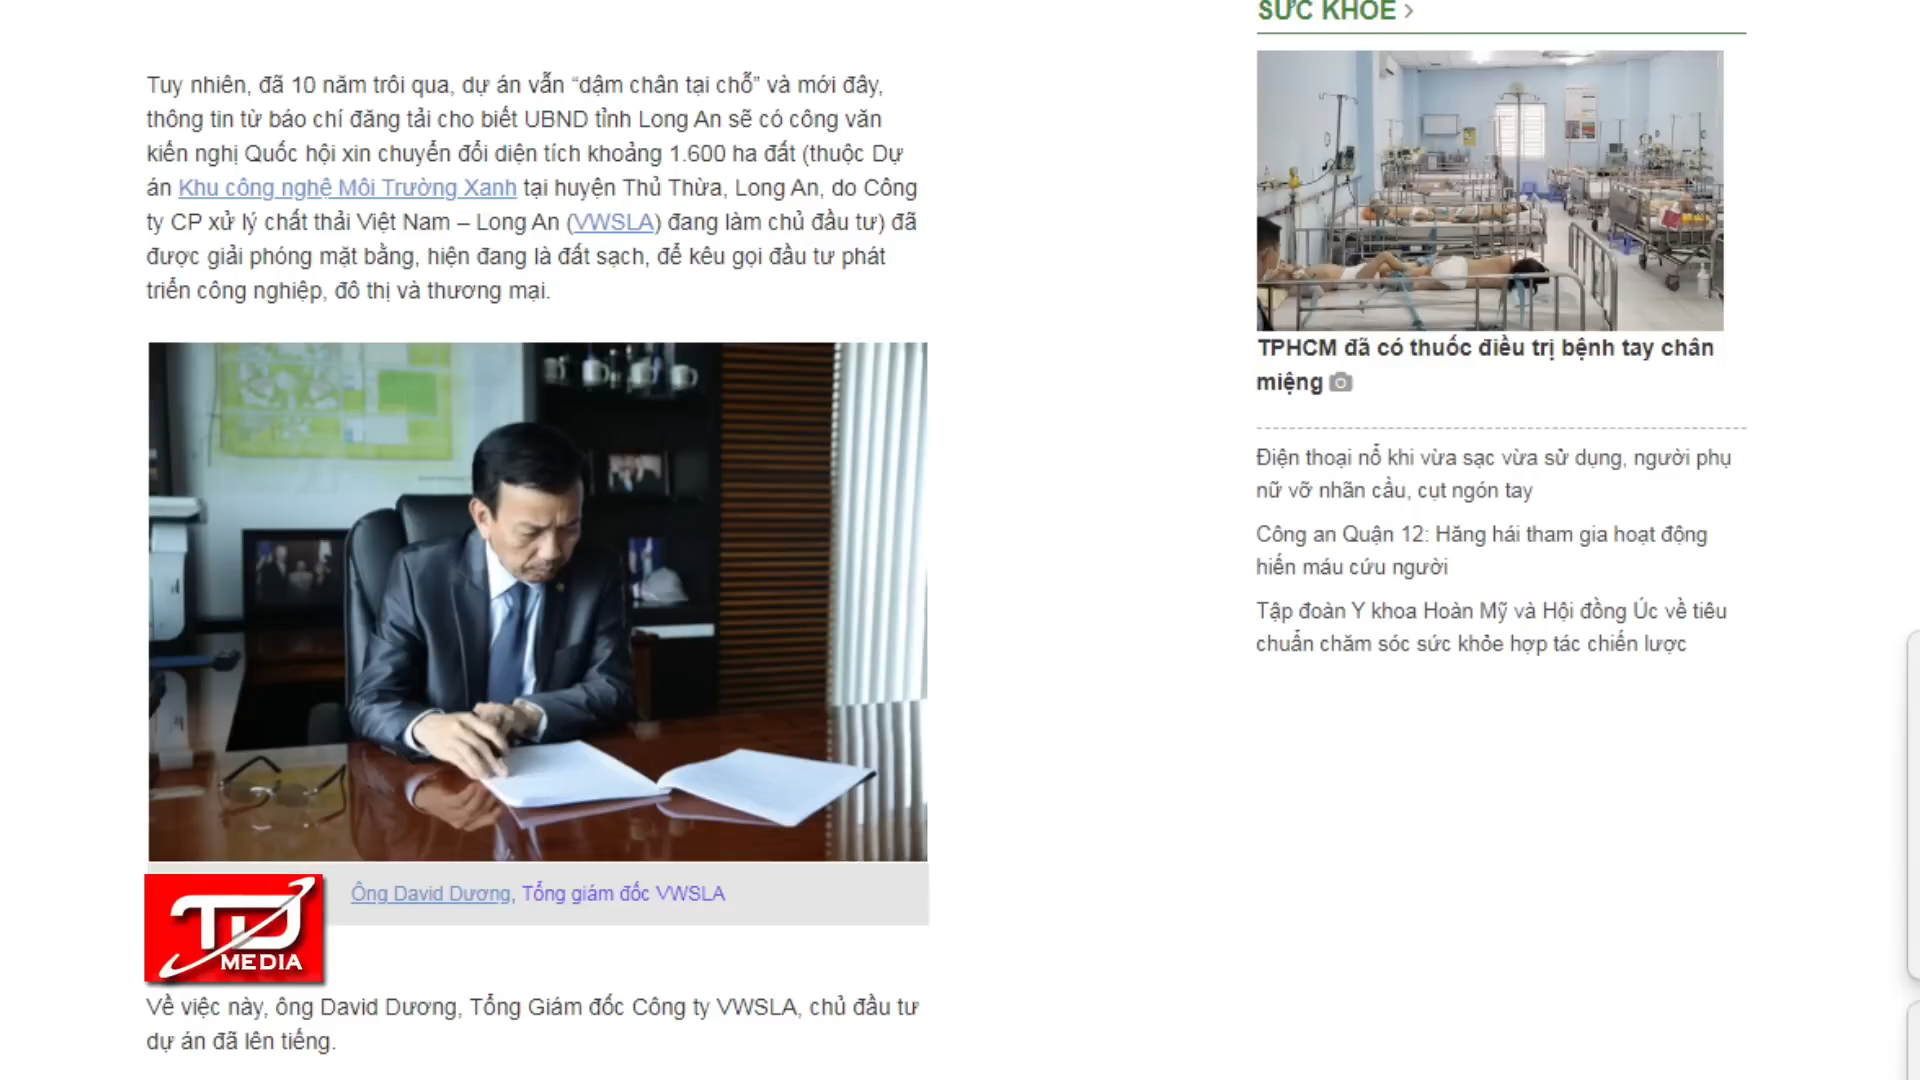 Tuy nhiên, đã 10 năm trôi qua, dự án vẫn “dậm chân tại chỗ” và mới đây,
thông tin từ báo chí đăng tải cho biết UBND tỉnh Long An sẽ có công văn
kiến nghị Quốc hội xin chuyển đổi diện tích khoảng 1.600 ha đất (thuộc Dự
án Khu công nghệ Môi Trường Xanh tại huyện Thủ Thừa, Long An, do Công
ty CP xử lý chất thải Việt Nam – Long An (VWSLA) đang làm chủ đầu tư) đã
được giải phóng mặt bằng, hiện đang là đất sạch, để kêu gọi đầu tư phát
triển công nghiệp, đô thị và thương mại.
Ông David Dương, Tổng giám đốc VWSLA
TD
MEDIA
Về việc này, ông David Dương, Tổng Giám đốc Công ty VWSLA, chủ đầu tư
dự án đã lên tiếng.
SỨC KHỎE >
TPHCM đã có thuốc điều trị bệnh tay chân
miệng
Điện thoại nổ khi vừa sạc vừa sử dụng, người phụ
nữ vỡ nhãn cầu, cụt ngón tay
Công an Quận 12: Hăng hái tham gia hoạt động
hiến máu cứu người
Tập đoàn Y khoa Hoàn Mỹ và Hội đồng Úc về tiêu
chuẩn chăm sóc sức khỏe hợp tác chiến lược